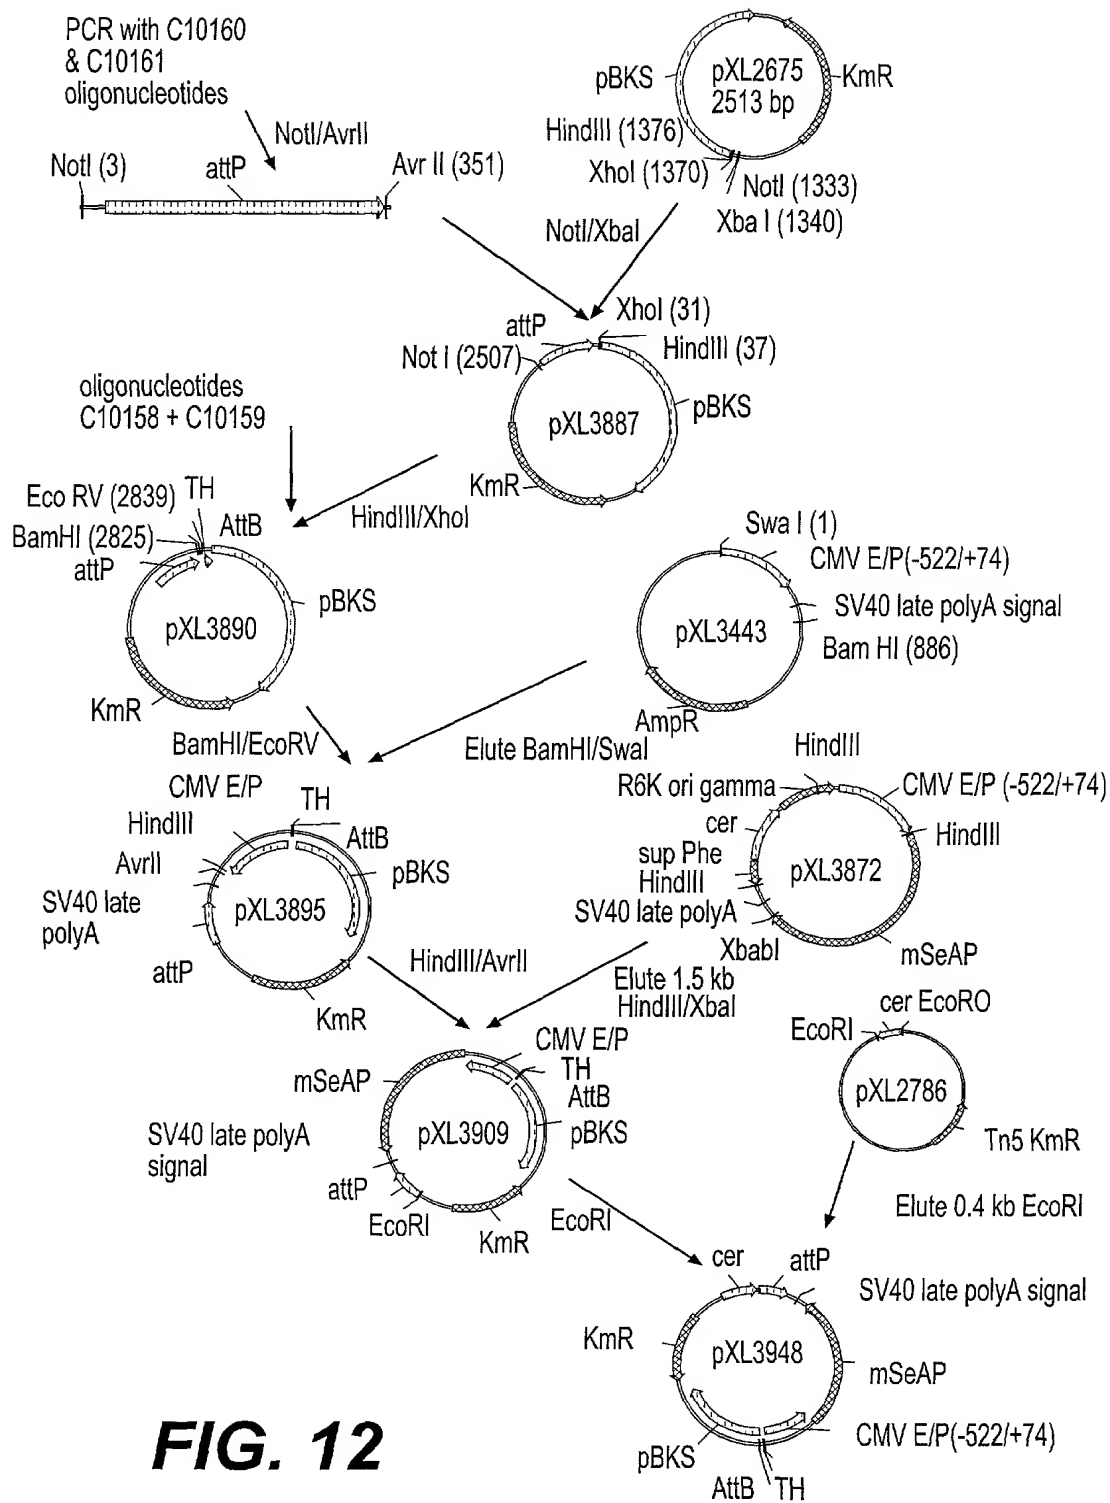 PCR with C10160
& C10161
oligonucleotides
NotI/AvrII
NotI (3)
attP
Avr II (351)
pBKS
pXL2675
2513 bp
KmR
HindIII (1376)
XhoI (1370)
NotI (1333)
Xba I (1340)
NotI/XbaI
attP
XhoI (31)
Not I (2507)
HindIII (37)
pXL3887
pBKS
KmR
oligonucleotides
C10158 + C10159
HindIII/XhoI
Eco RV (2839)
TH
BamHI (2825)
AttB
attP
pXL3890
pBKS
KmR
Swa I (1)
CMV E/P(-522/+74)
SV40 late polyA signal
pXL3443
Bam HI (886)
AmpR
BamHI/EcoRV
Elute BamHI/SwaI
CMV E/P
TH
HindIII
AttB
AvrII
pBKS
SV40 late
polyA
pXL3895
attP
KmR
HindIII
R6K ori gamma
CMV E/P (-522/+74)
cer
HindIII
sup Phe
HindIII
pXL3872
SV40 late polyA
XbabI
mSeAP
HindIII/AvrII
Elute 1.5 kb
HindIII/XbaI
CMV E/P
mSeAP
TH
AttB
SV40 late polyA
signal
pXL3909
pBKS
attP
EcoRI
KmR
EcoRI
cer EcoRO
EcoRI
pXL2786
Tn5 KmR
Elute 0.4 kb EcoRI
cer
attP
SV40 late polyA signal
KmR
pXL3948
mSeAP
pBKS
CMV E/P(-522/+74)
AttB
TH
FIG. 12